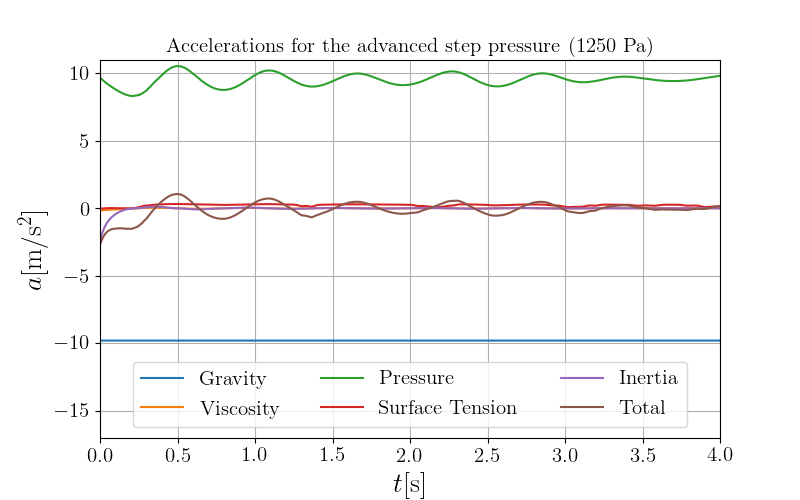 Accelerations for the advanced step pressure (1250 Pa)
10
5
0
−5
−10
−15
a[m/s²]
Gravity
Viscosity
Pressure
Surface Tension
Inertia
Total
0.0 0.5 1.0 1.5 2.0 2.5 3.0 3.5 4.0
t[s]